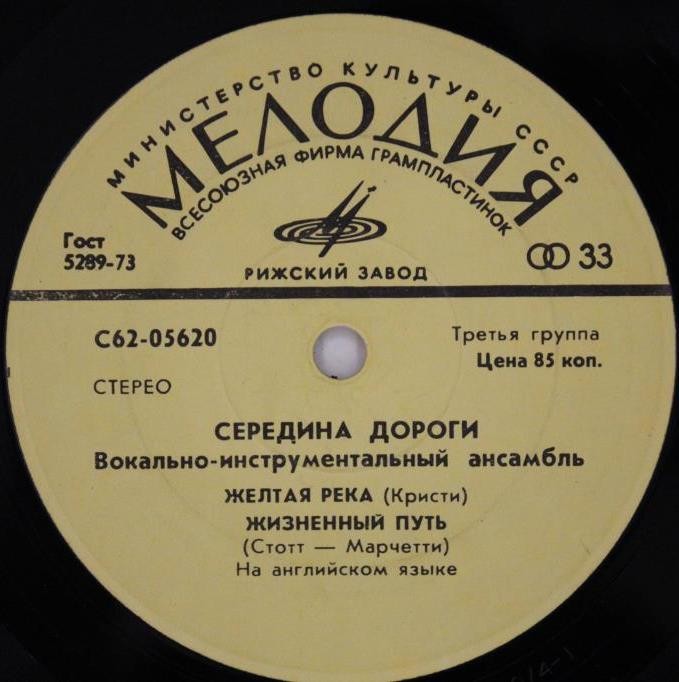 МИНИСТЕРСТВО КУЛЬТУРЫ СССР
МЕЛОДИЯ
ВСЕСОЮЗНАЯ ФИРМА ГРАМПЛАСТИНОК
Гост
5289-73
РИЖСКИЙ ЗАВОД
33
С62-05620
Третья группа
Цена 85 коп.
СТЕРЕО
СЕРЕДИНА ДОРОГИ
Вокально-инструментальный ансамбль
ЖЕЛТАЯ РЕКА (Кристи)
ЖИЗНЕННЫЙ ПУТЬ
(Стотт — Марчетти)
На английском языке